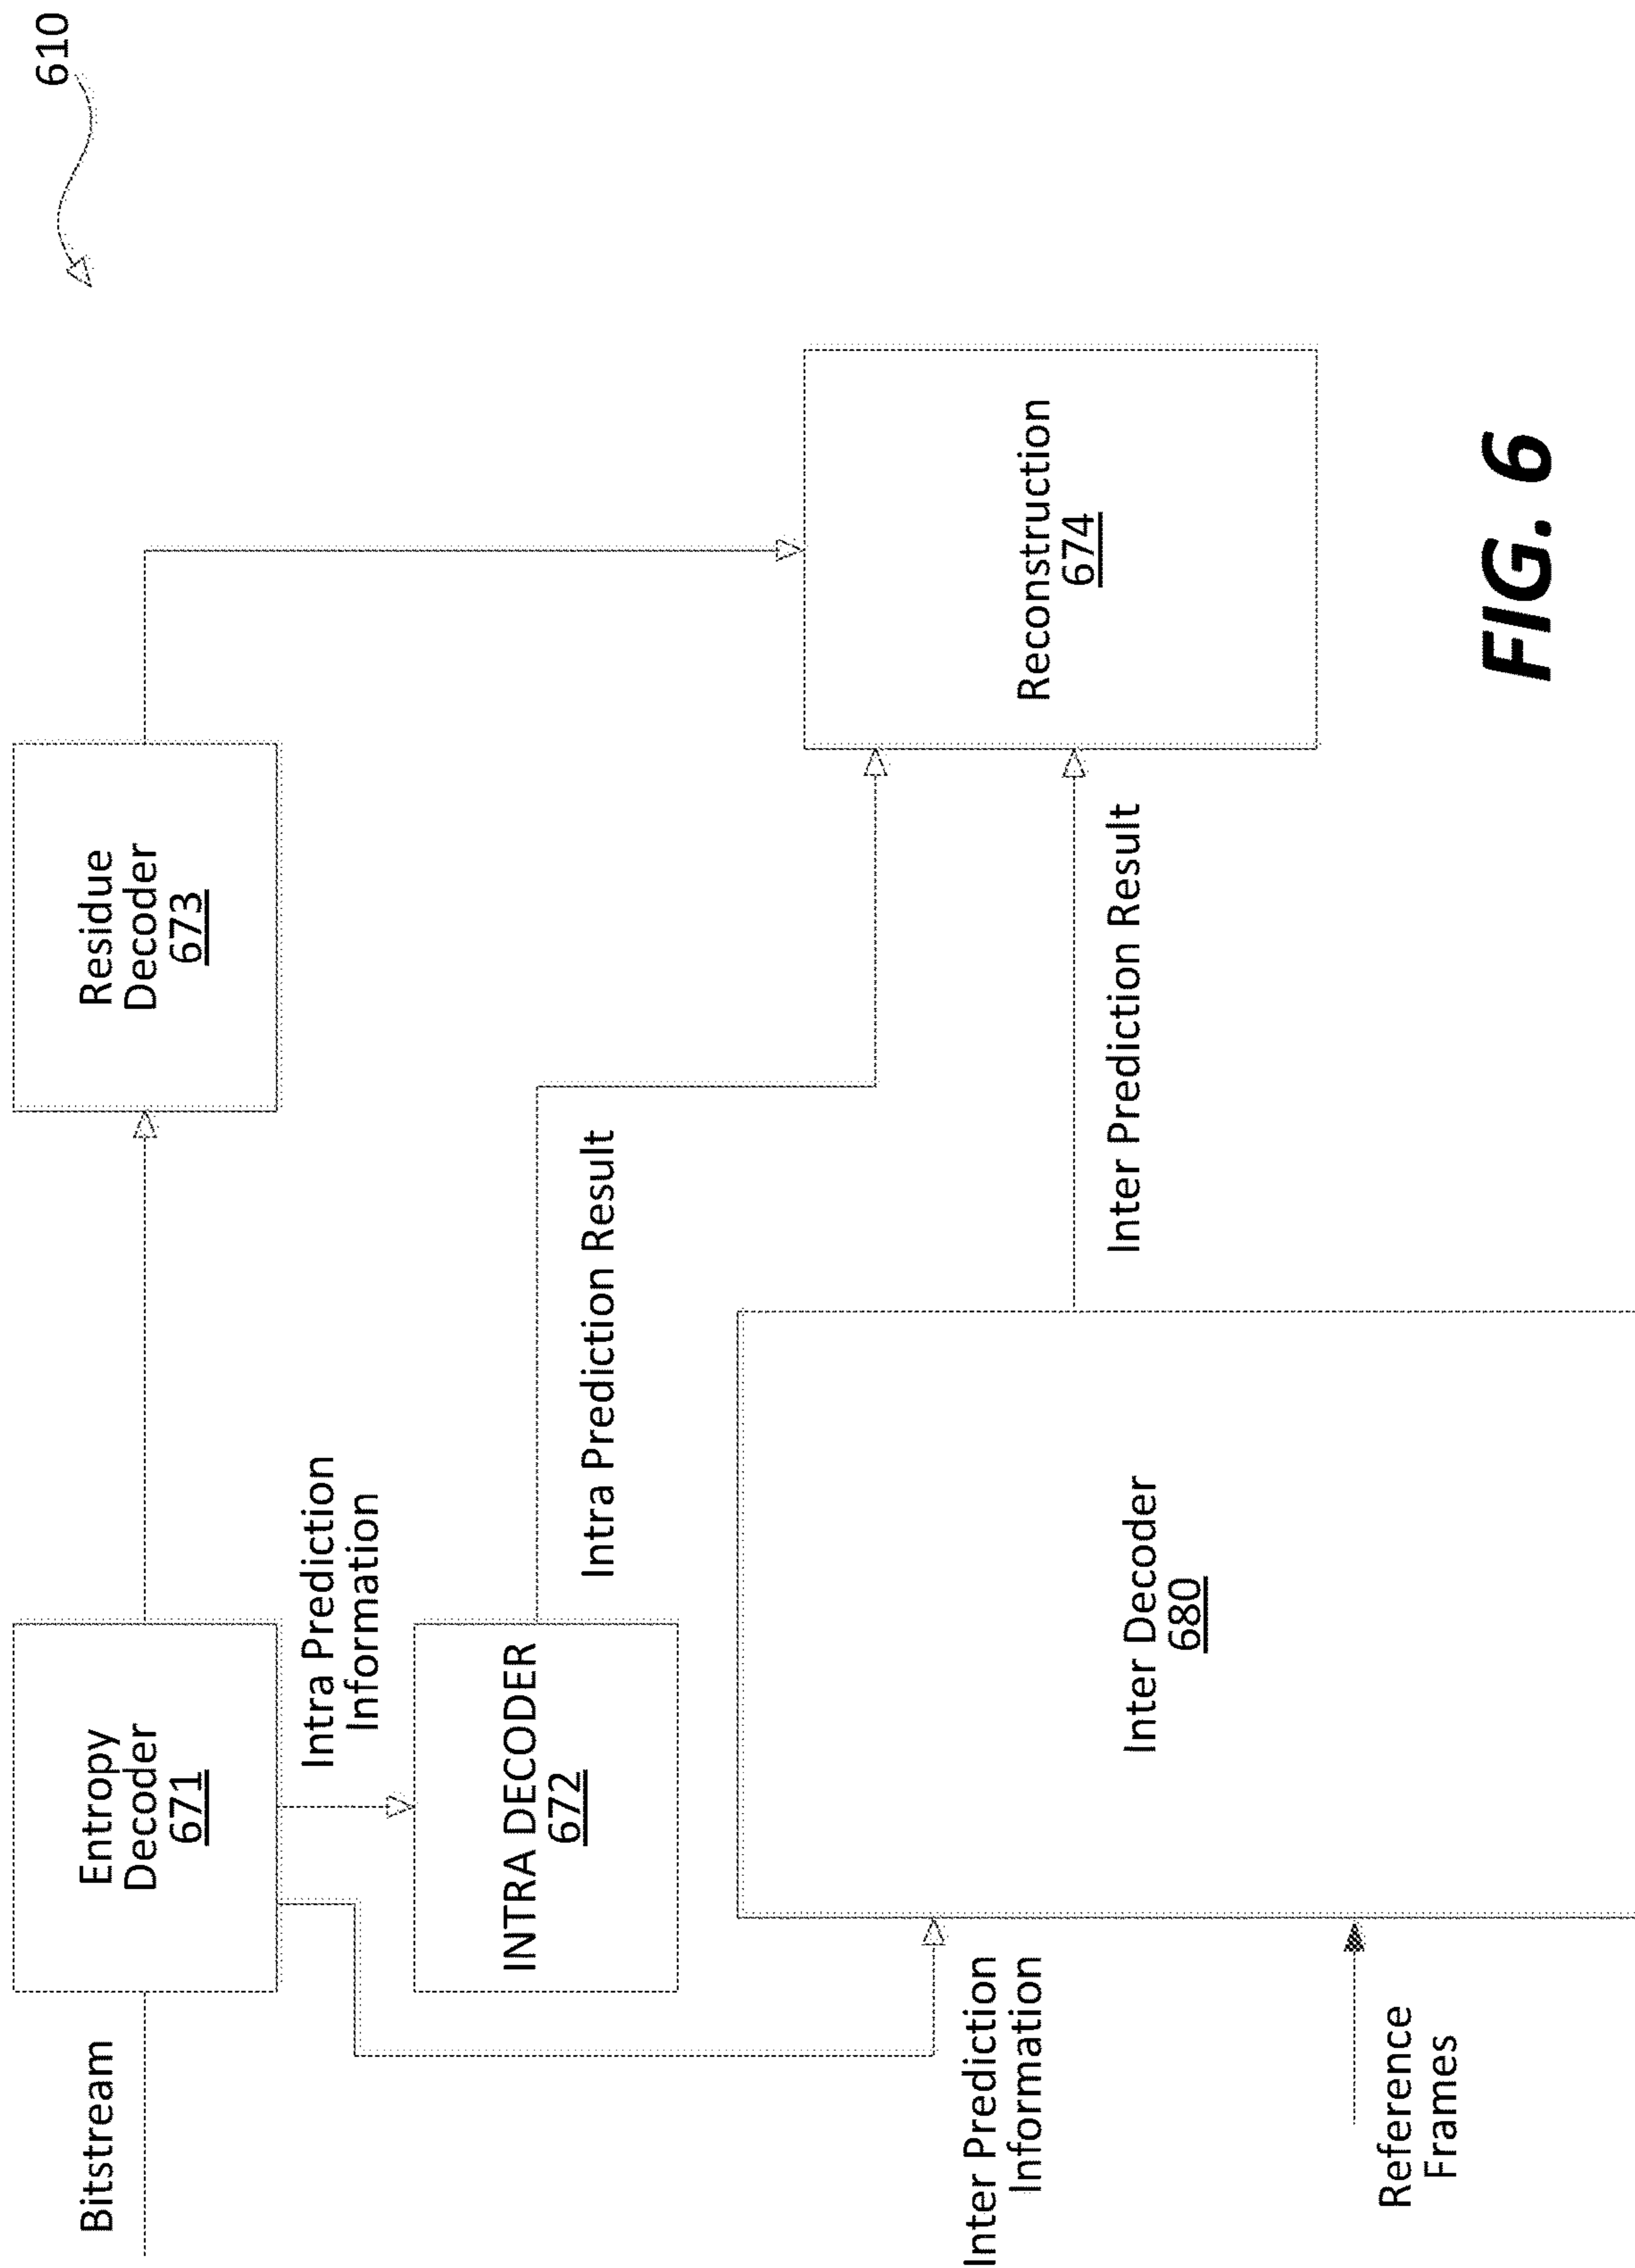 610
Bitstream
Entropy
Decoder
671
Residue
Decoder
673
Intra Prediction
Information
INTRA DECODER
672
Intra Prediction Result
Inter Prediction
Information
Inter Decoder
680
Inter Prediction Result
Reconstruction
674
Reference
Frames
FIG. 6